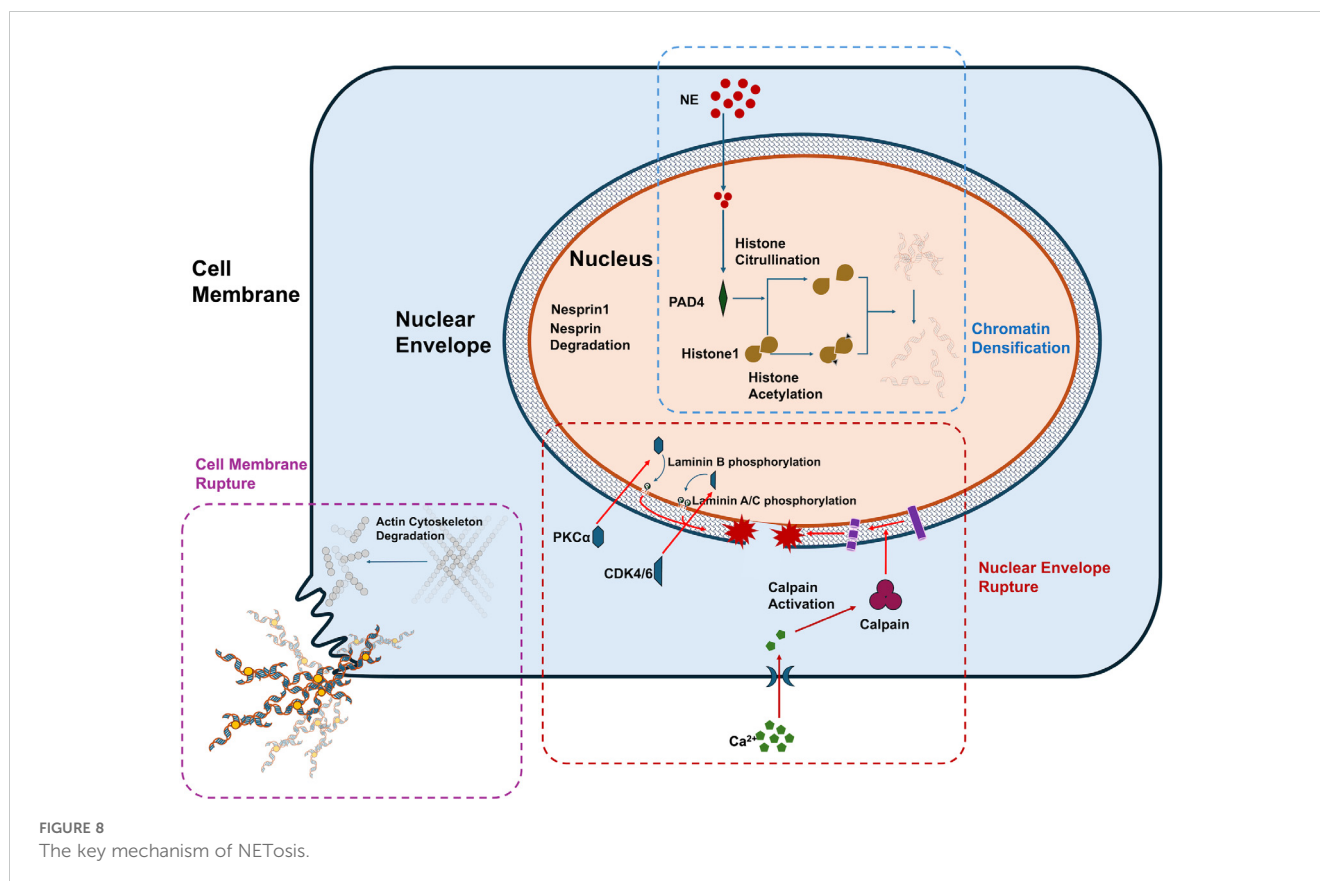 NE
Nucleus
Histone
Citrullination
Cell
Membrane
PAD4
Nesprin1
Nesprin
Degradation
Nuclear
Envelope
Chromatin
Densification
Histone1
Histone
Acetylation
Cell Membrane
Rupture
Laminin B phosphorylation
Laminin A/C phosphorylation
P
P
P
Actin Cytoskeleton
Degradation
PKCα
CDK4/6
Nuclear Envelope
Rupture
Calpain
Activation
Calpain
Ca²⁺
FIGURE 8
The key mechanism of NETosis.